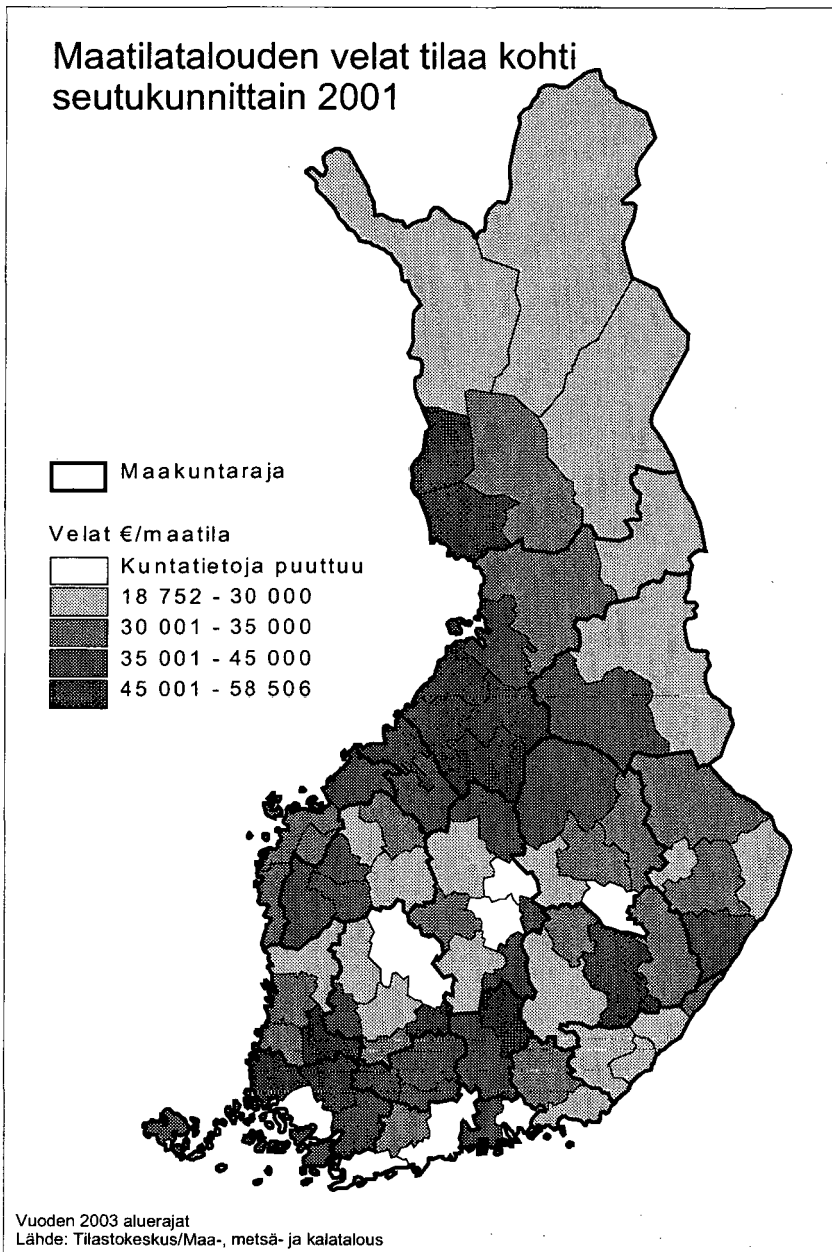 Maatilatalouden velat tilaa kohti
seutukunnittain 2001
Maakuntaraja
Velat €/maatila
Kuntatietoja puuttuu
18 752 - 30 000
30 001 - 35 000
35 001 - 45 000
45 001 - 58 506
Vuoden 2003 aluerajat
Lähde: Tilastokeskus/Maa-, metsä- ja kalatalous